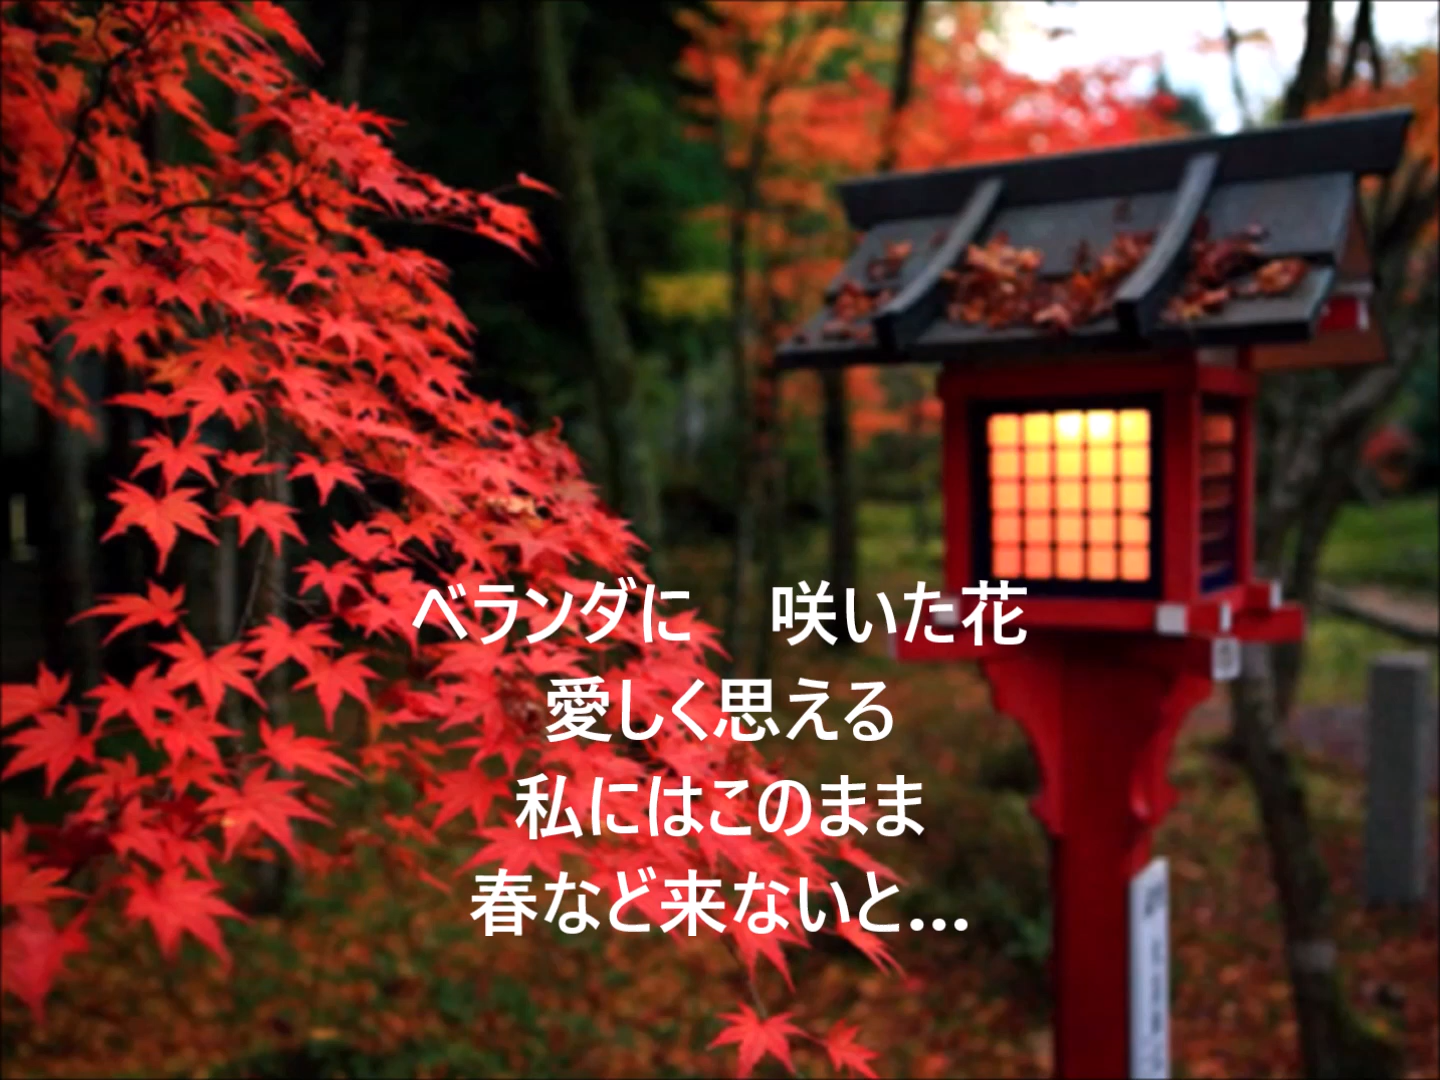 ベランダに　咲いた花
愛しく思える
私にはこのまま
春など来ないと...